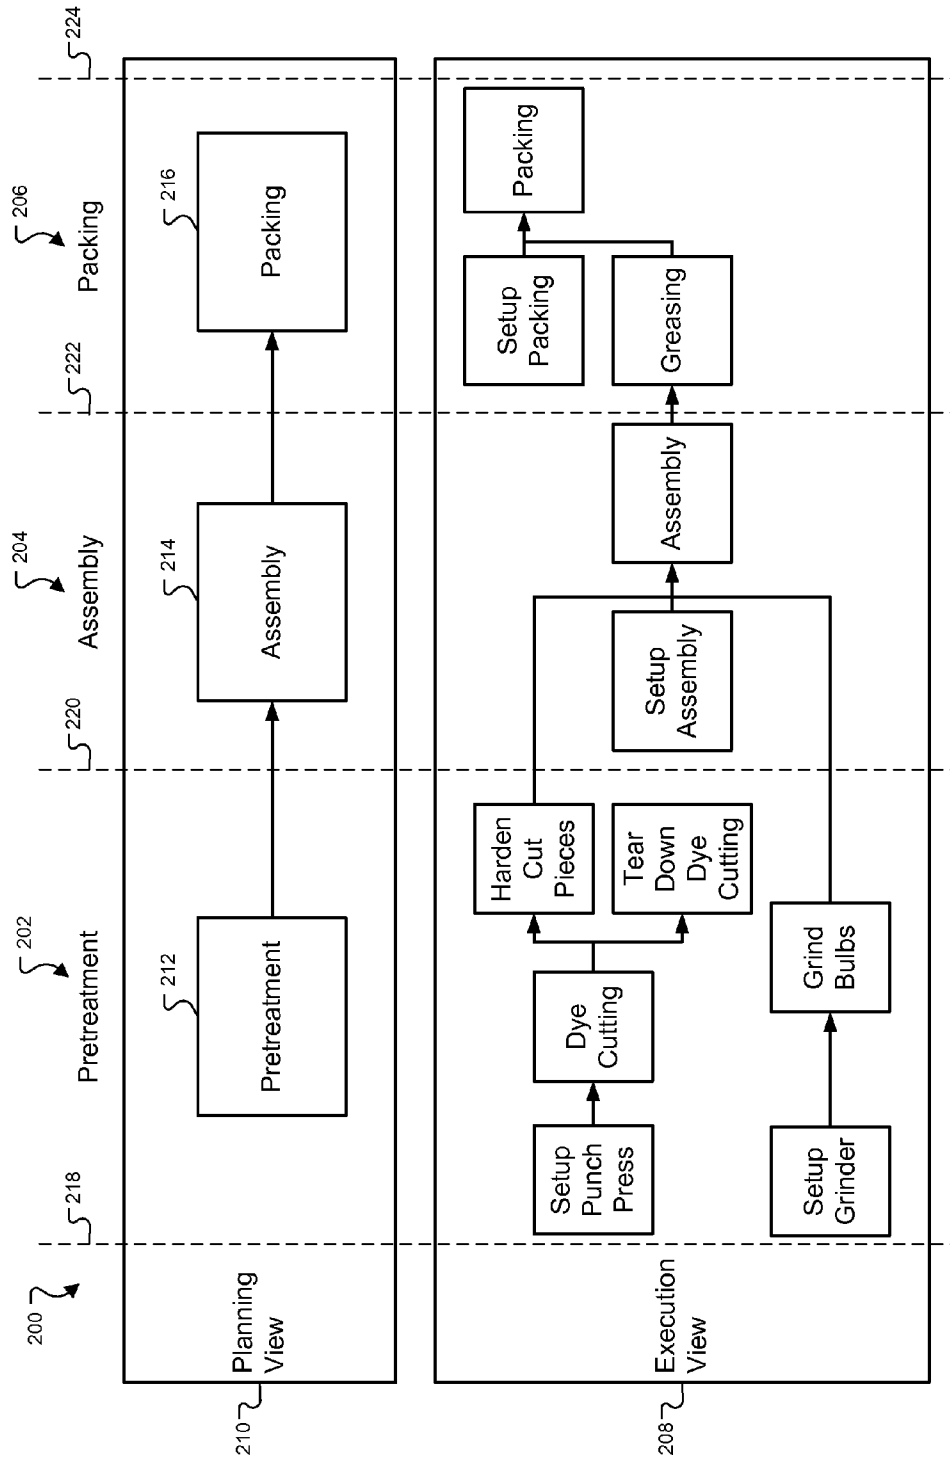 200
202
204
206
Pretreatment
Assembly
Packing
218
220
222
224
210
Planning
View
212
Pretreatment
214
Assembly
216
Packing
208
Execution
View
Setup
Punch
Press
Dye
Cutting
Harden
Cut
Pieces
Tear
Down
Dye
Cutting
Setup
Grinder
Grind
Bulbs
Setup
Assembly
Assembly
Setup
Packing
Greasing
Packing